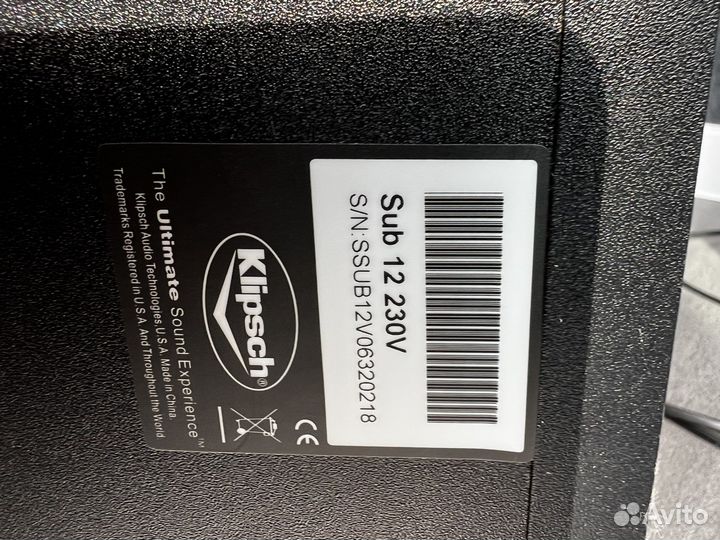 Sub 12 230V
S/N:SSUB12V06320218
Klipsch®
CE
The Ultimate Sound Experience™
Klipsch Audio Technologies, U.S.A. Made in China.
Trademarks Registered in U.S.A. And Throughout the World
Avito